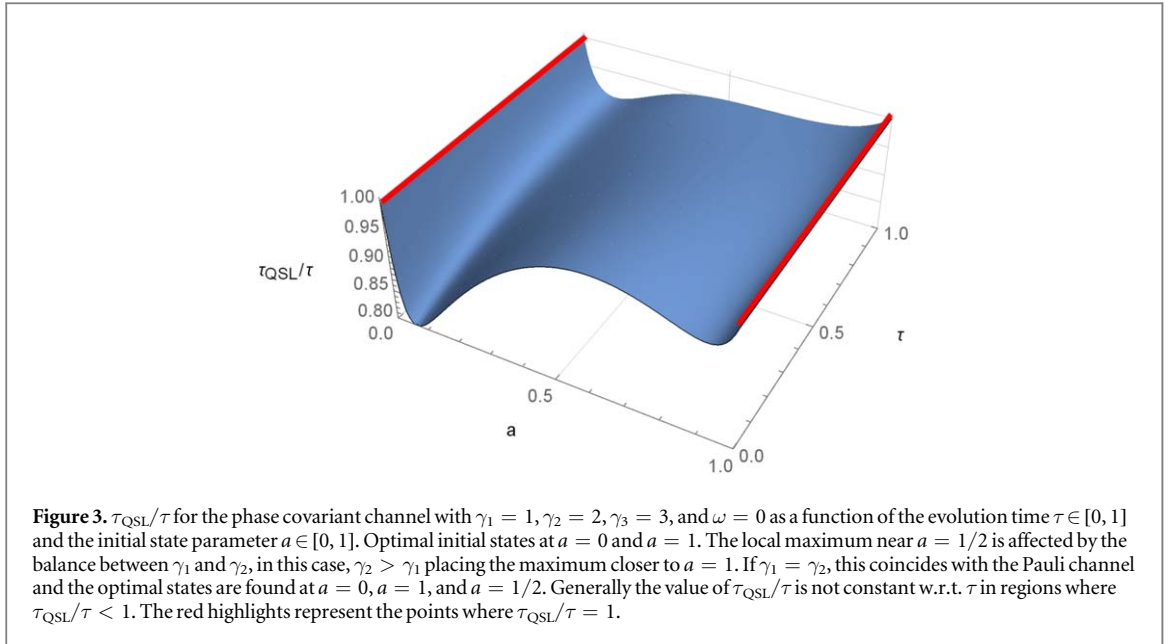 1.00
0.95
0.90
0.85
0.80
τQSL/τ
0.0
0.5
a
1.0
0.0
0.5
τ
1.0
Figure 3. τ_QSL/τ for the phase covariant channel with γ₁ = 1, γ₂ = 2, γ₃ = 3, and ω = 0 as a function of the evolution time τ ∈ [0, 1]
and the initial state parameter a ∈ [0, 1]. Optimal initial states at a = 0 and a = 1. The local maximum near a = 1/2 is affected by the
balance between γ₁ and γ₂, in this case, γ₂ > γ₁ placing the maximum closer to a = 1. If γ₁ = γ₂, this coincides with the Pauli channel
and the optimal states are found at a = 0, a = 1, and a = 1/2. Generally the value of τ_QSL/τ is not constant w.r.t. τ in regions where
τ_QSL/τ < 1. The red highlights represent the points where τ_QSL/τ = 1.